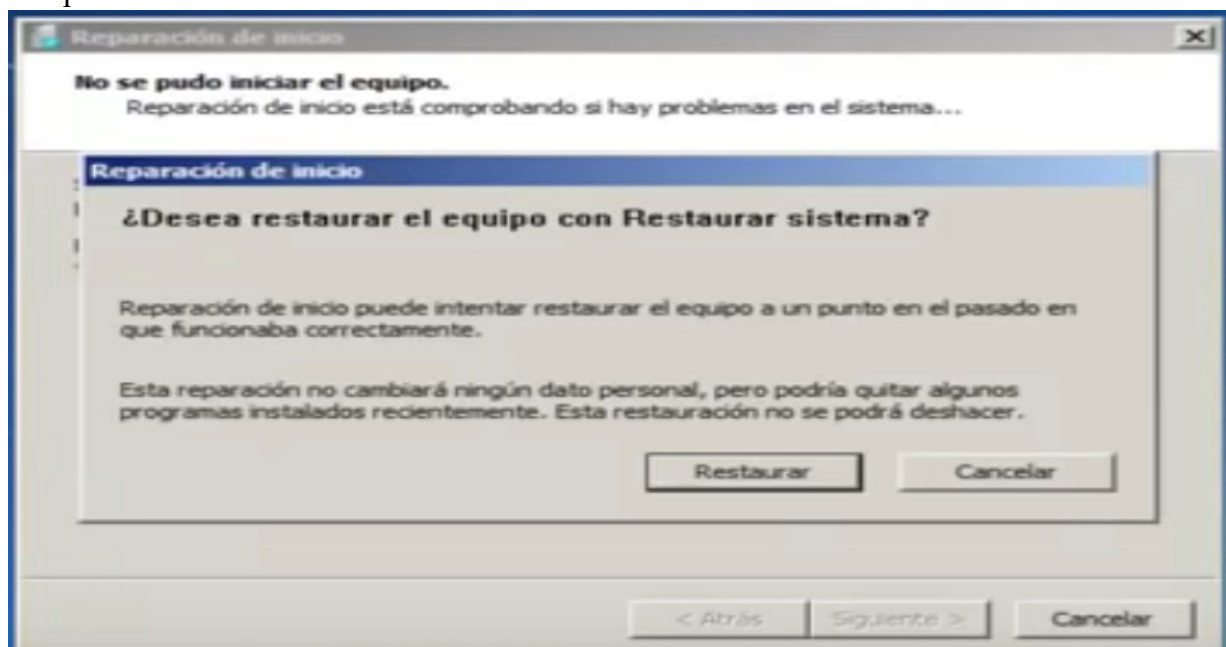 Reparación de inicio
No se pudo iniciar el equipo.
Reparación de inicio está comprobando si hay problemas en el sistema...
Reparación de inicio
¿Desea restaurar el equipo con Restaurar sistema?
Reparación de inicio puede intentar restaurar el equipo a un punto en el pasado en
que funcionaba correctamente.
Esta reparación no cambiará ningún dato personal, pero podría quitar algunos
programas instalados recientemente. Esta restauración no se podrá deshacer.
Restaurar Cancelar
< Atrás Siguiente > Cancelar